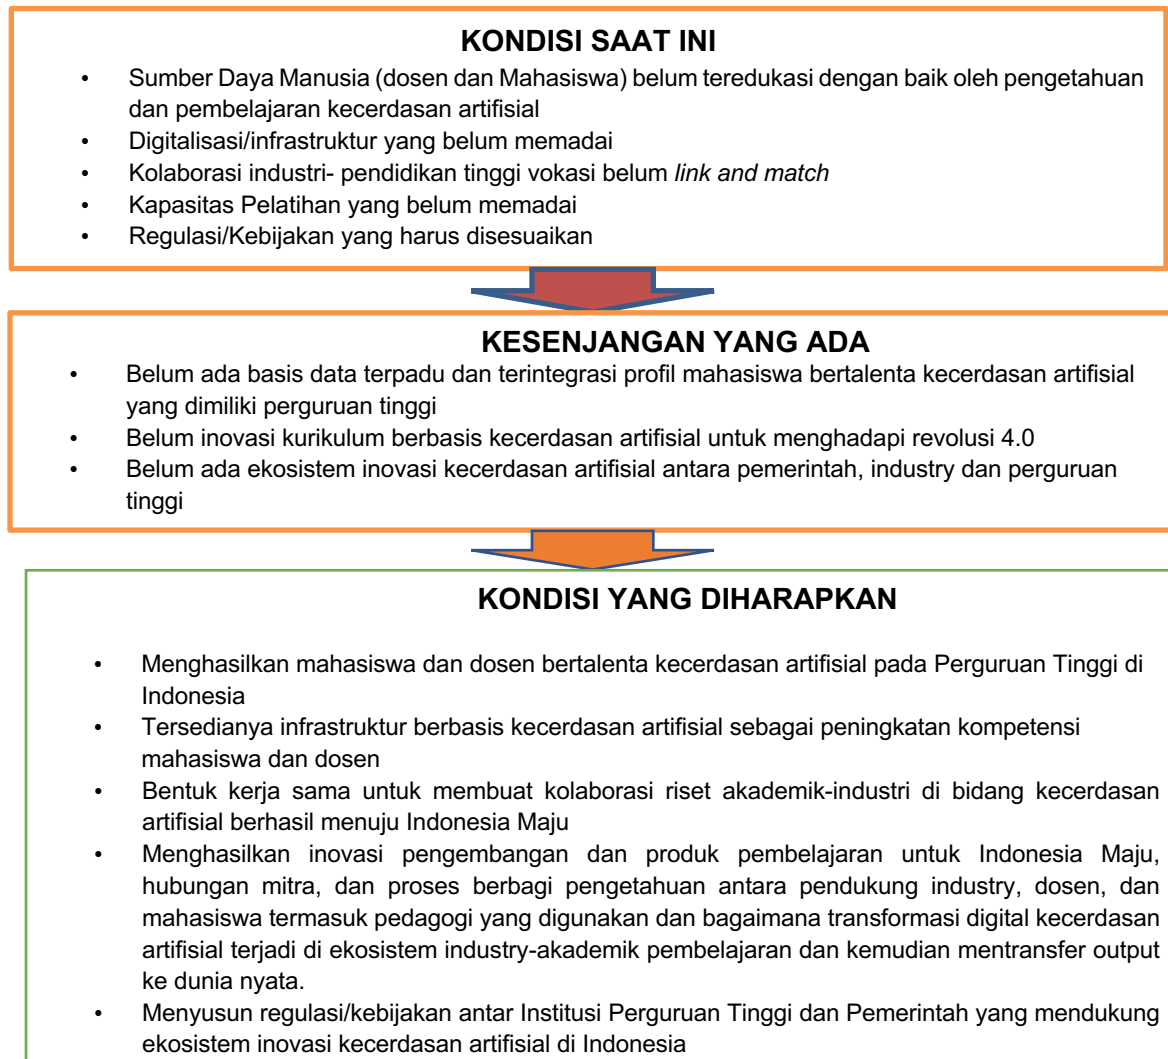 KONDISI SAAT INI
• Sumber Daya Manusia (dosen dan Mahasiswa) belum teredukasi dengan baik oleh pengetahuan
dan pembelajaran kecerdasan artifisial
• Digitalisasi/infrastruktur yang belum memadai
• Kolaborasi industri- pendidikan tinggi vokasi belum link and match
• Kapasitas Pelatihan yang belum memadai
• Regulasi/Kebijakan yang harus disesuaikan
KESENJANGAN YANG ADA
• Belum ada basis data terpadu dan terintegrasi profil mahasiswa bertalenta kecerdasan artifisial
yang dimiliki perguruan tinggi
• Belum inovasi kurikulum berbasis kecerdasan artifisial untuk menghadapi revolusi 4.0
• Belum ada ekosistem inovasi kecerdasan artifisial antara pemerintah, industry dan perguruan
tinggi
KONDISI YANG DIHARAPKAN
• Menghasilkan mahasiswa dan dosen bertalenta kecerdasan artifisial pada Perguruan Tinggi di
Indonesia
• Tersedianya infrastruktur berbasis kecerdasan artifisial sebagai peningkatan kompetensi
mahasiswa dan dosen
• Bentuk kerja sama untuk membuat kolaborasi riset akademik-industri di bidang kecerdasan
artifisial berhasil menuju Indonesia Maju
• Menghasilkan inovasi pengembangan dan produk pembelajaran untuk Indonesia Maju,
hubungan mitra, dan proses berbagi pengetahuan antara pendukung industry, dosen, dan
mahasiswa termasuk pedagogi yang digunakan dan bagaimana transformasi digital kecerdasan
artifisial terjadi di ekosistem industry-akademik pembelajaran dan kemudian mentransfer output
ke dunia nyata.
• Menyusun regulasi/kebijakan antar Institusi Perguruan Tinggi dan Pemerintah yang mendukung
ekosistem inovasi kecerdasan artifisial di Indonesia